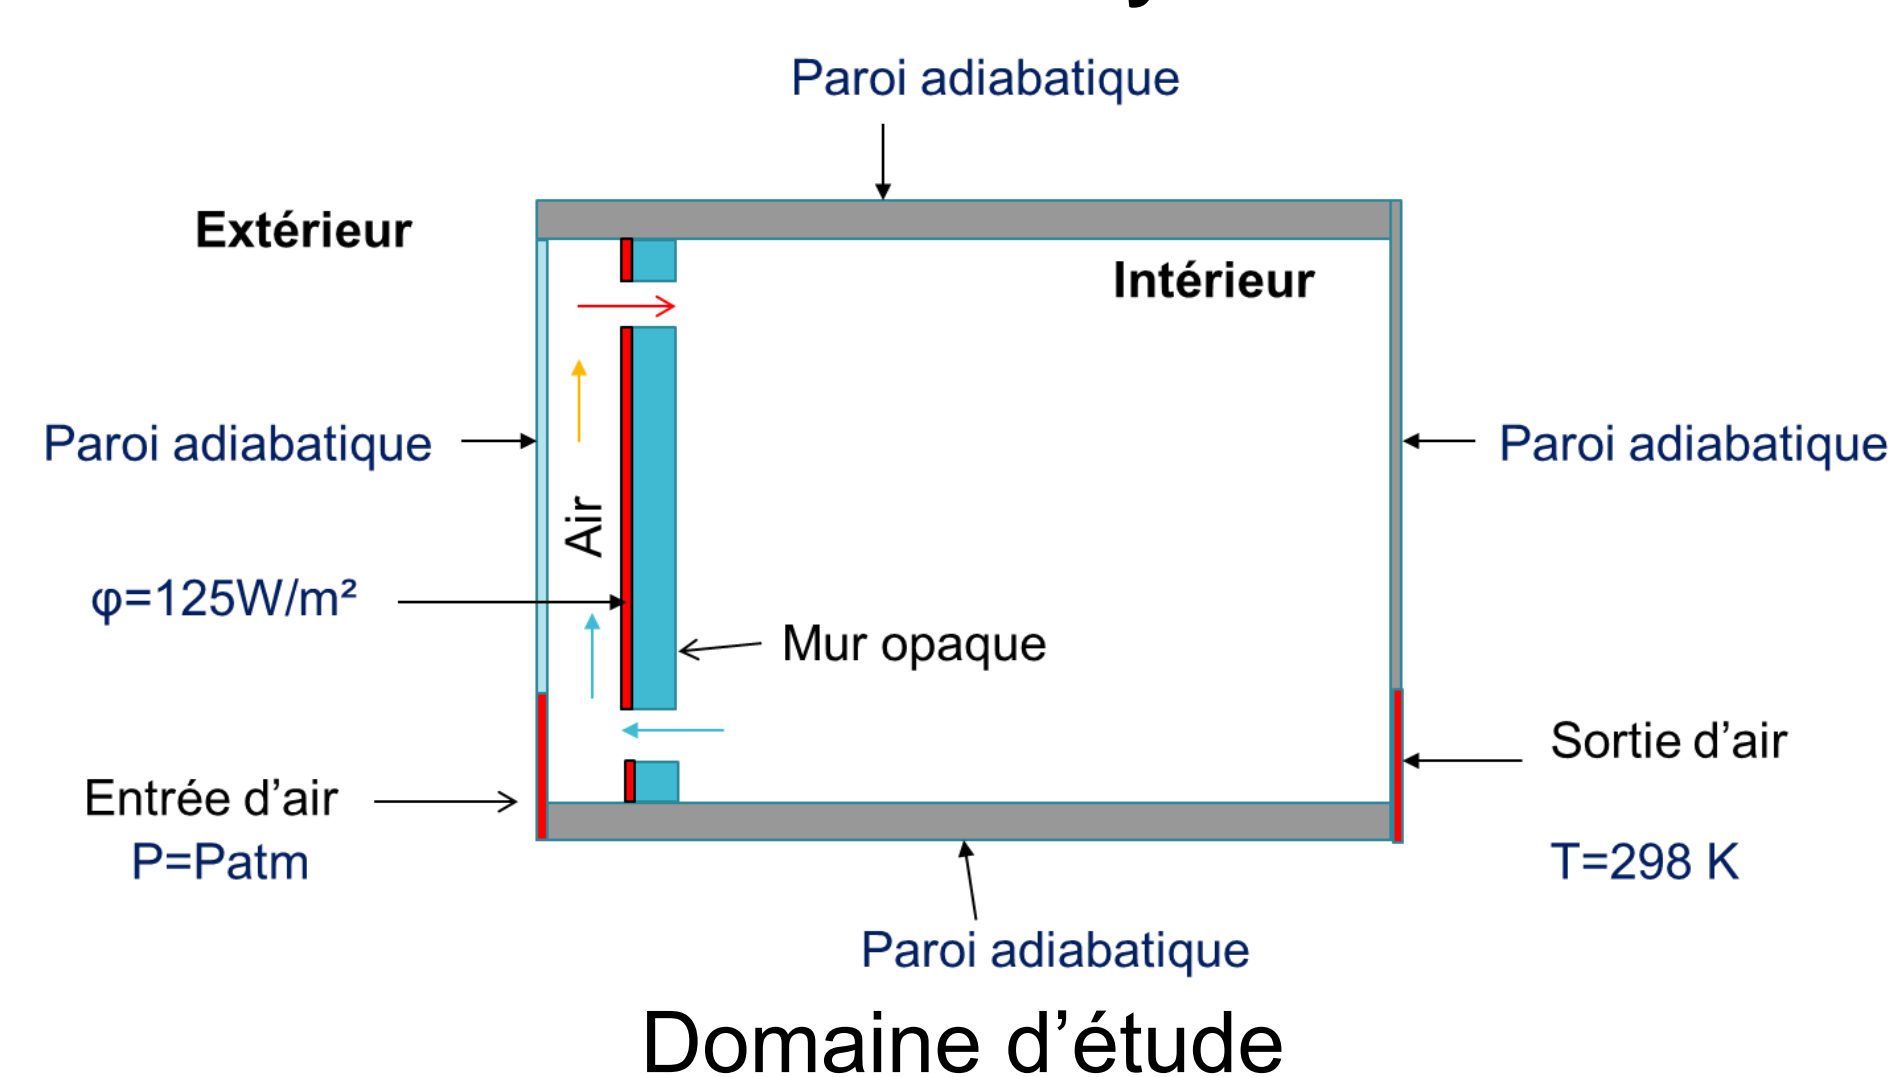 Paroi adiabatique
Extérieur
Intérieur
Paroi adiabatique
Paroi adiabatique
Air
φ=125W/m²
Mur opaque
Entrée d’air
P=Patm
Sortie d’air
T=298 K
Paroi adiabatique
Domaine d’étude